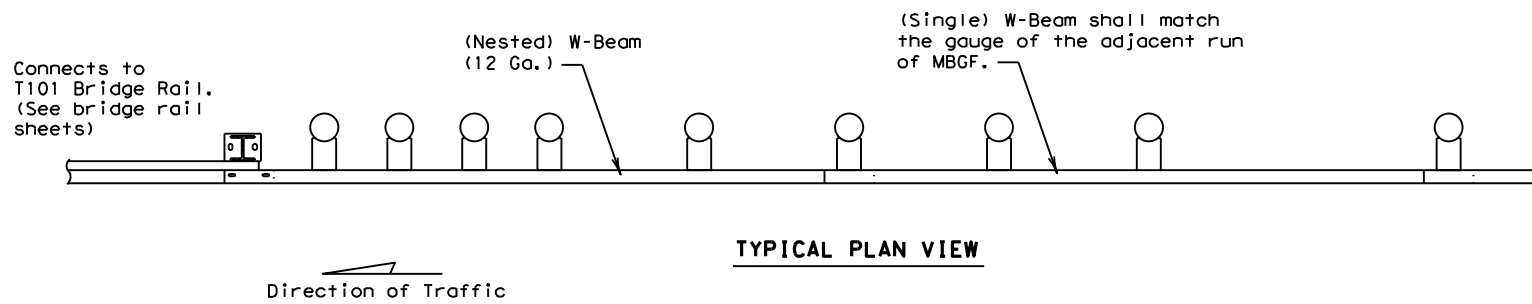 Connects to
T101 Bridge Rail.
(See bridge rail
sheets)
(Nested) W-Beam
(12 Ga.)
(Single) W-Beam shall match
the gauge of the adjacent run
of MBGF.
TYPICAL PLAN VIEW
Direction of Traffic